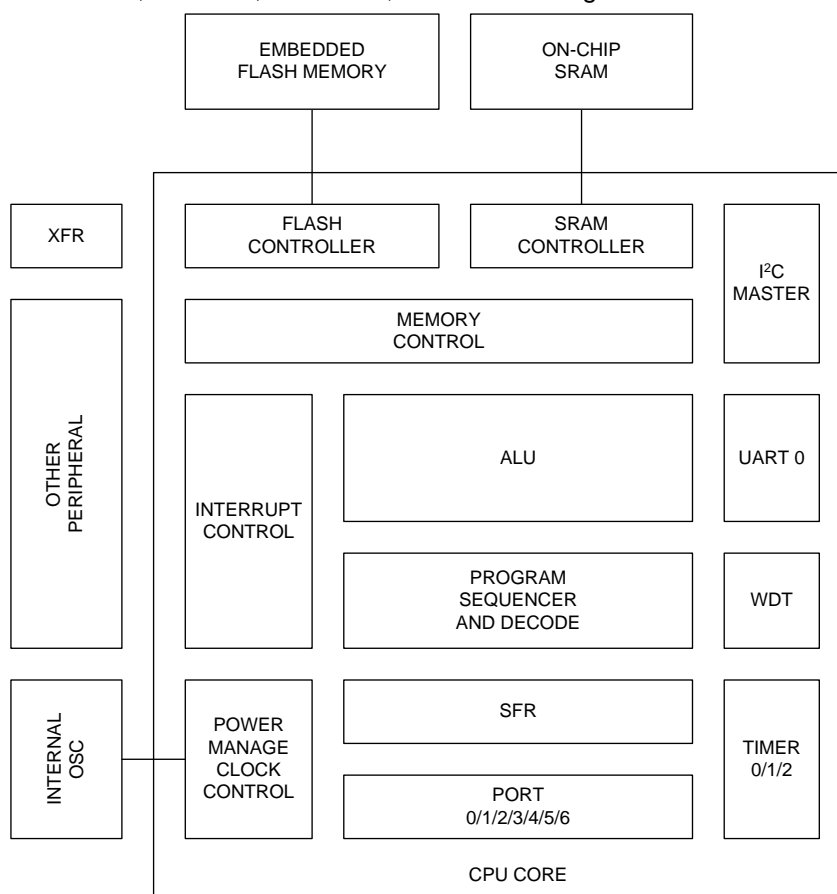 EMBEDDED
FLASH MEMORY
ON-CHIP
SRAM
XFR
FLASH
CONTROLLER
SRAM
CONTROLLER
I²C
MASTER
MEMORY
CONTROL
OTHER
PERIPHERAL
INTERRUPT
CONTROL
ALU
UART 0
PROGRAM
SEQUENCER
AND DECODE
WDT
INTERNAL
OSC
POWER
MANAGE
CLOCK
CONTROL
SFR
TIMER
0/1/2
PORT
0/1/2/3/4/5/6
CPU CORE